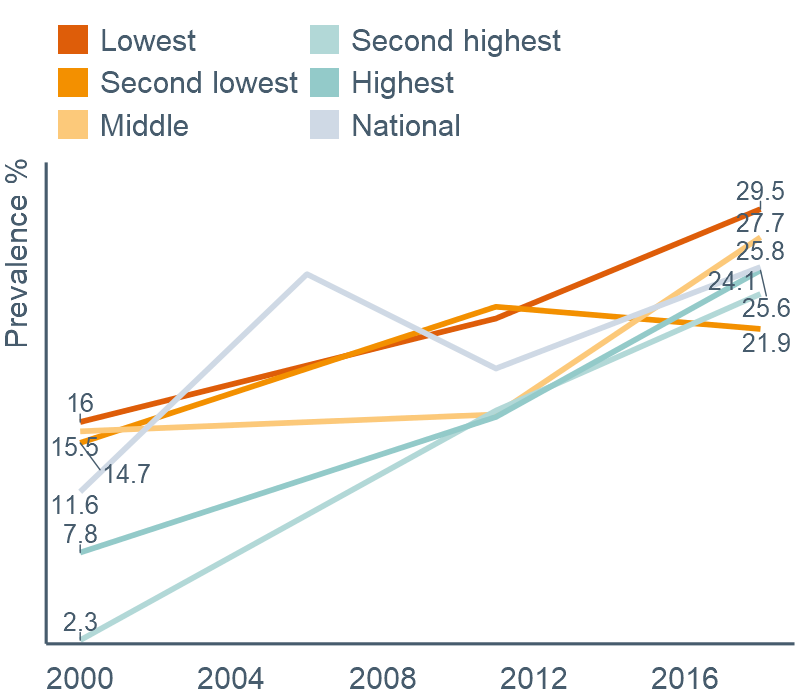 Lowest
Second highest
Second lowest
Highest
Middle
National
Prevalence %
29.5
27.7
25.8
24.1
25.6
21.9
16
15.5
14.7
11.6
7.8
2.3
2000 2004 2008 2012 2016